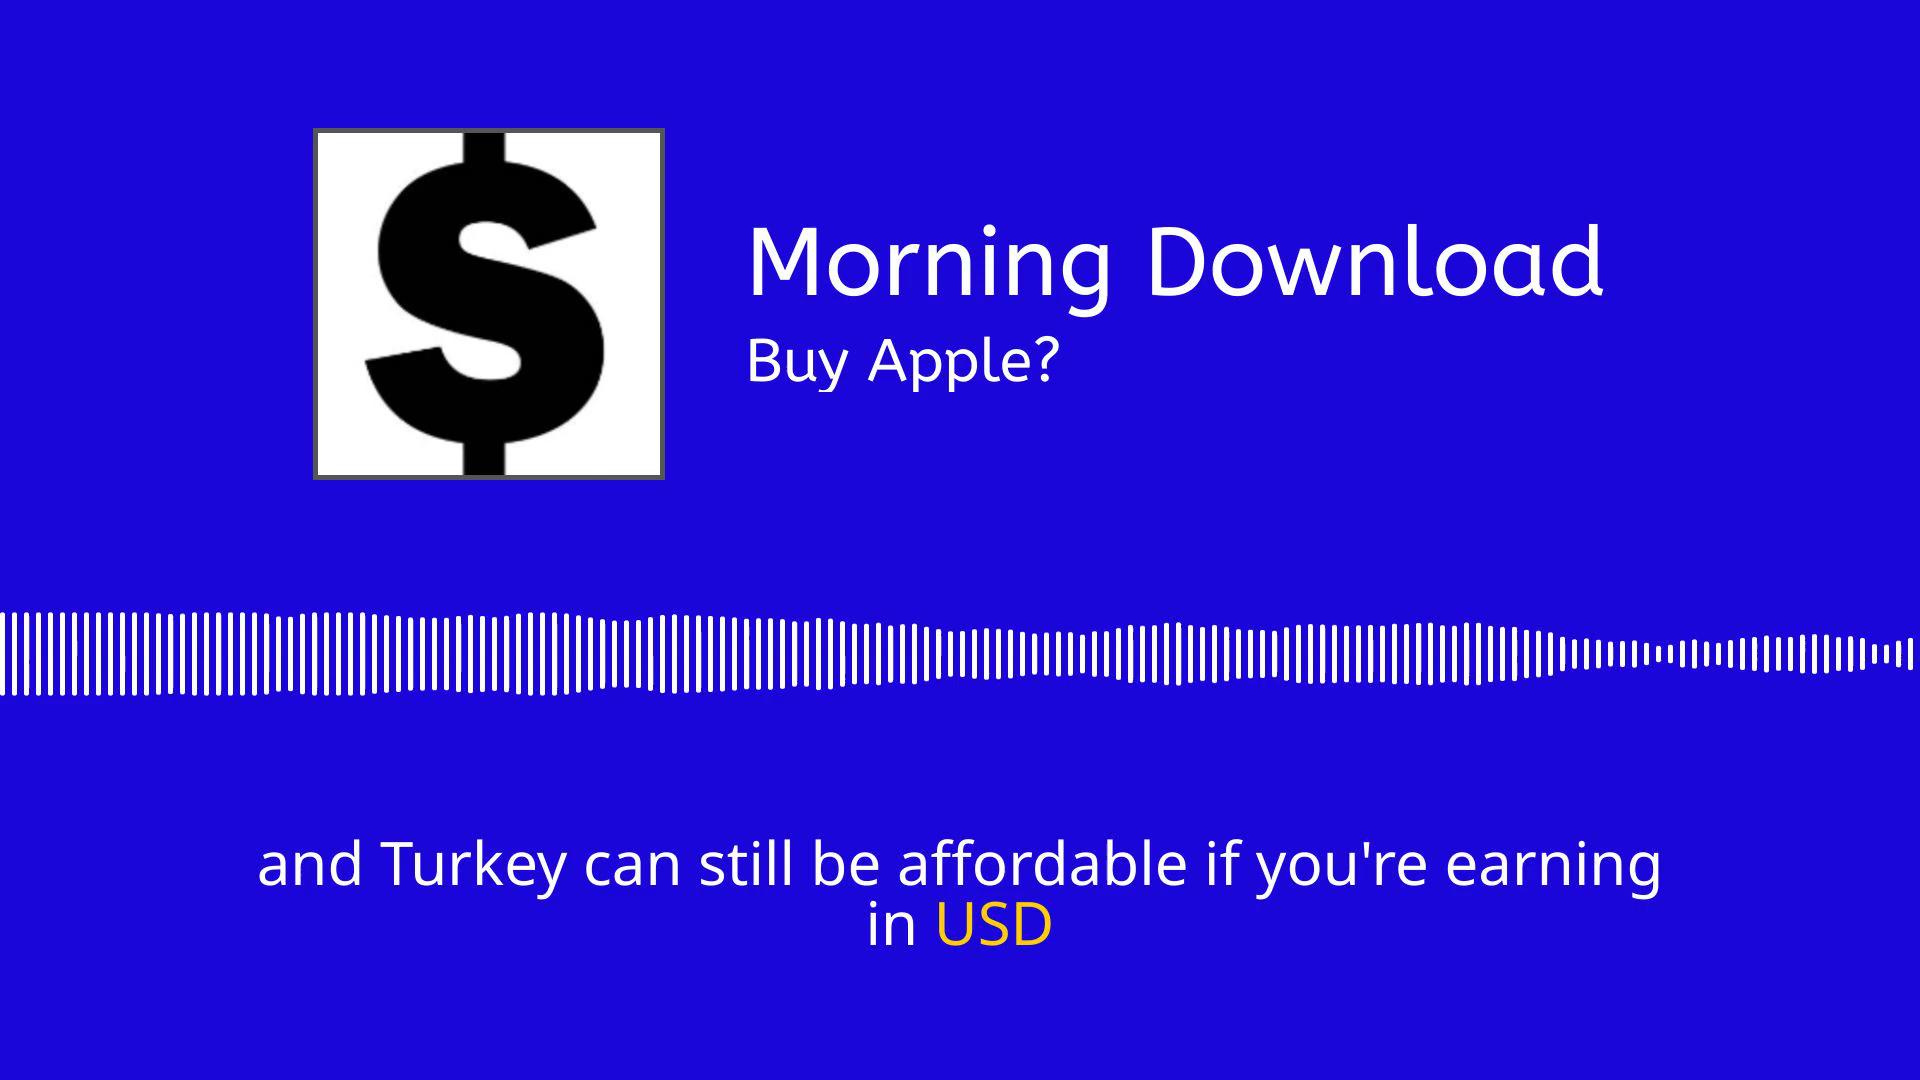 $
Morning Download
Buy Apple?
and Turkey can still be affordable if you're earning
in USD